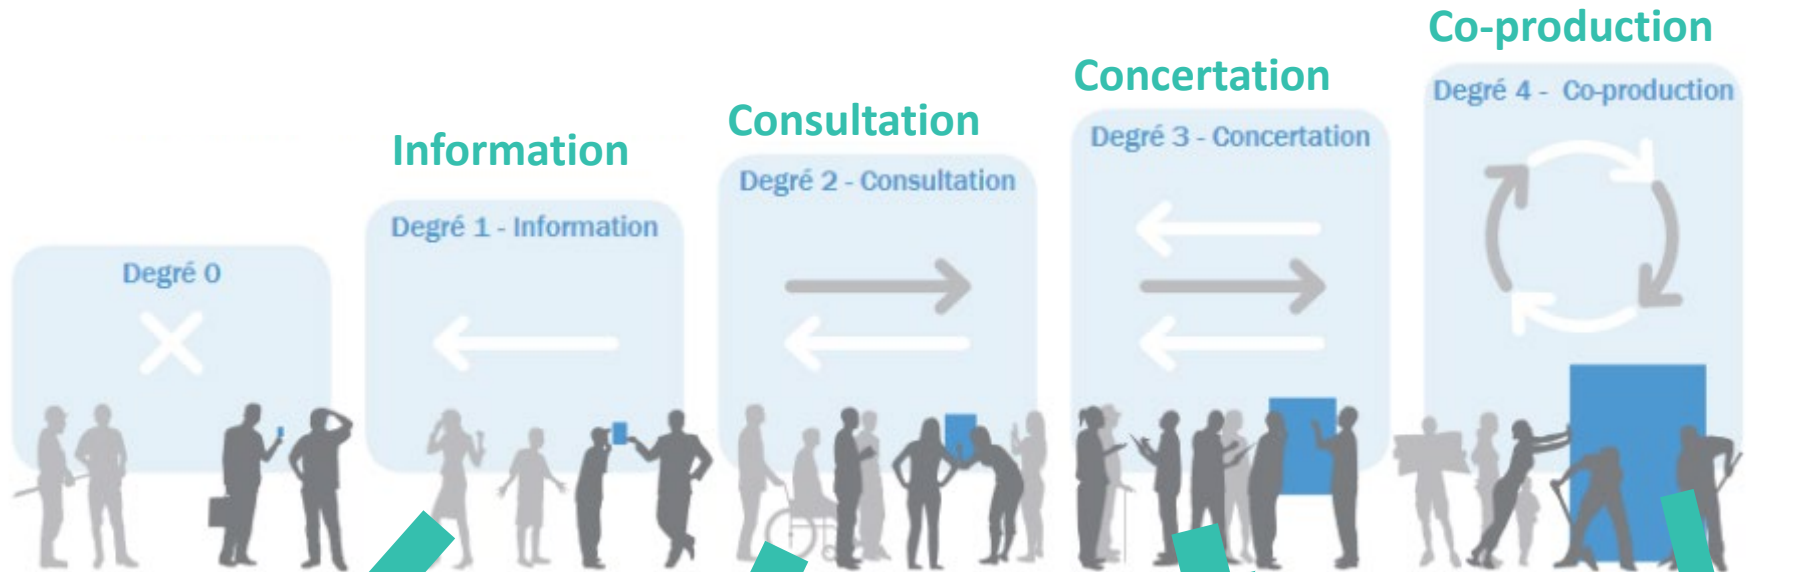 Co-production
Concertation
Consultation
Information
Degré 4 - Co-production
Degré 3 - Concertation
Degré 2 - Consultation
Degré 1 - Information
Degré 0